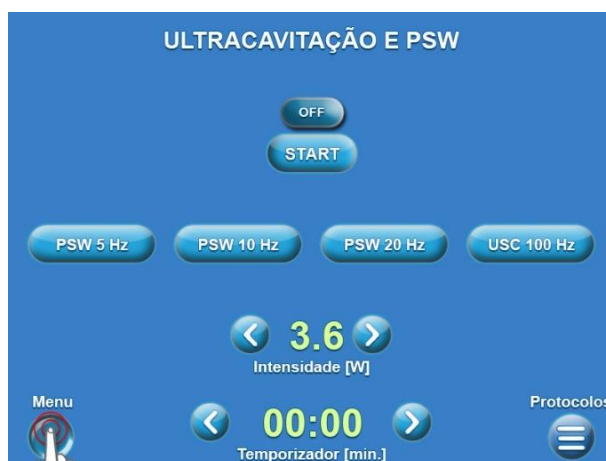 ULTRACAVITAÇÃO E PSW
OFF
START
PSW 5 Hz
PSW 10 Hz
PSW 20 Hz
USC 100 Hz
3.6
Intensidade [W]
Menu
00:00
Temporizador [min.]
Protocolos